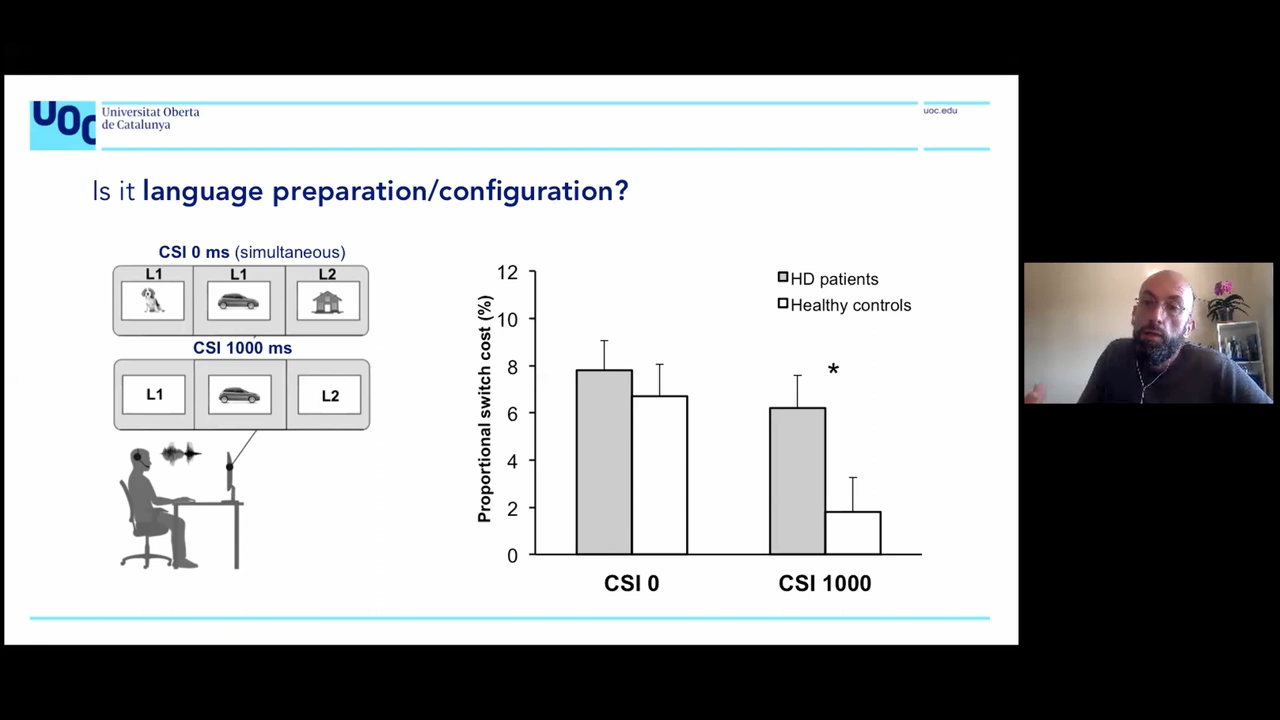 UOC
Universitat Oberta
de Catalunya
uoc.edu
Is it language preparation/configuration?
CSI 0 ms (simultaneous)
L1 L1 L2
CSI 1000 ms
L1 L2
Proportional switch cost (%)
12
10
8
6
4
2
0
HD patients
Healthy controls
*
CSI 0 CSI 1000